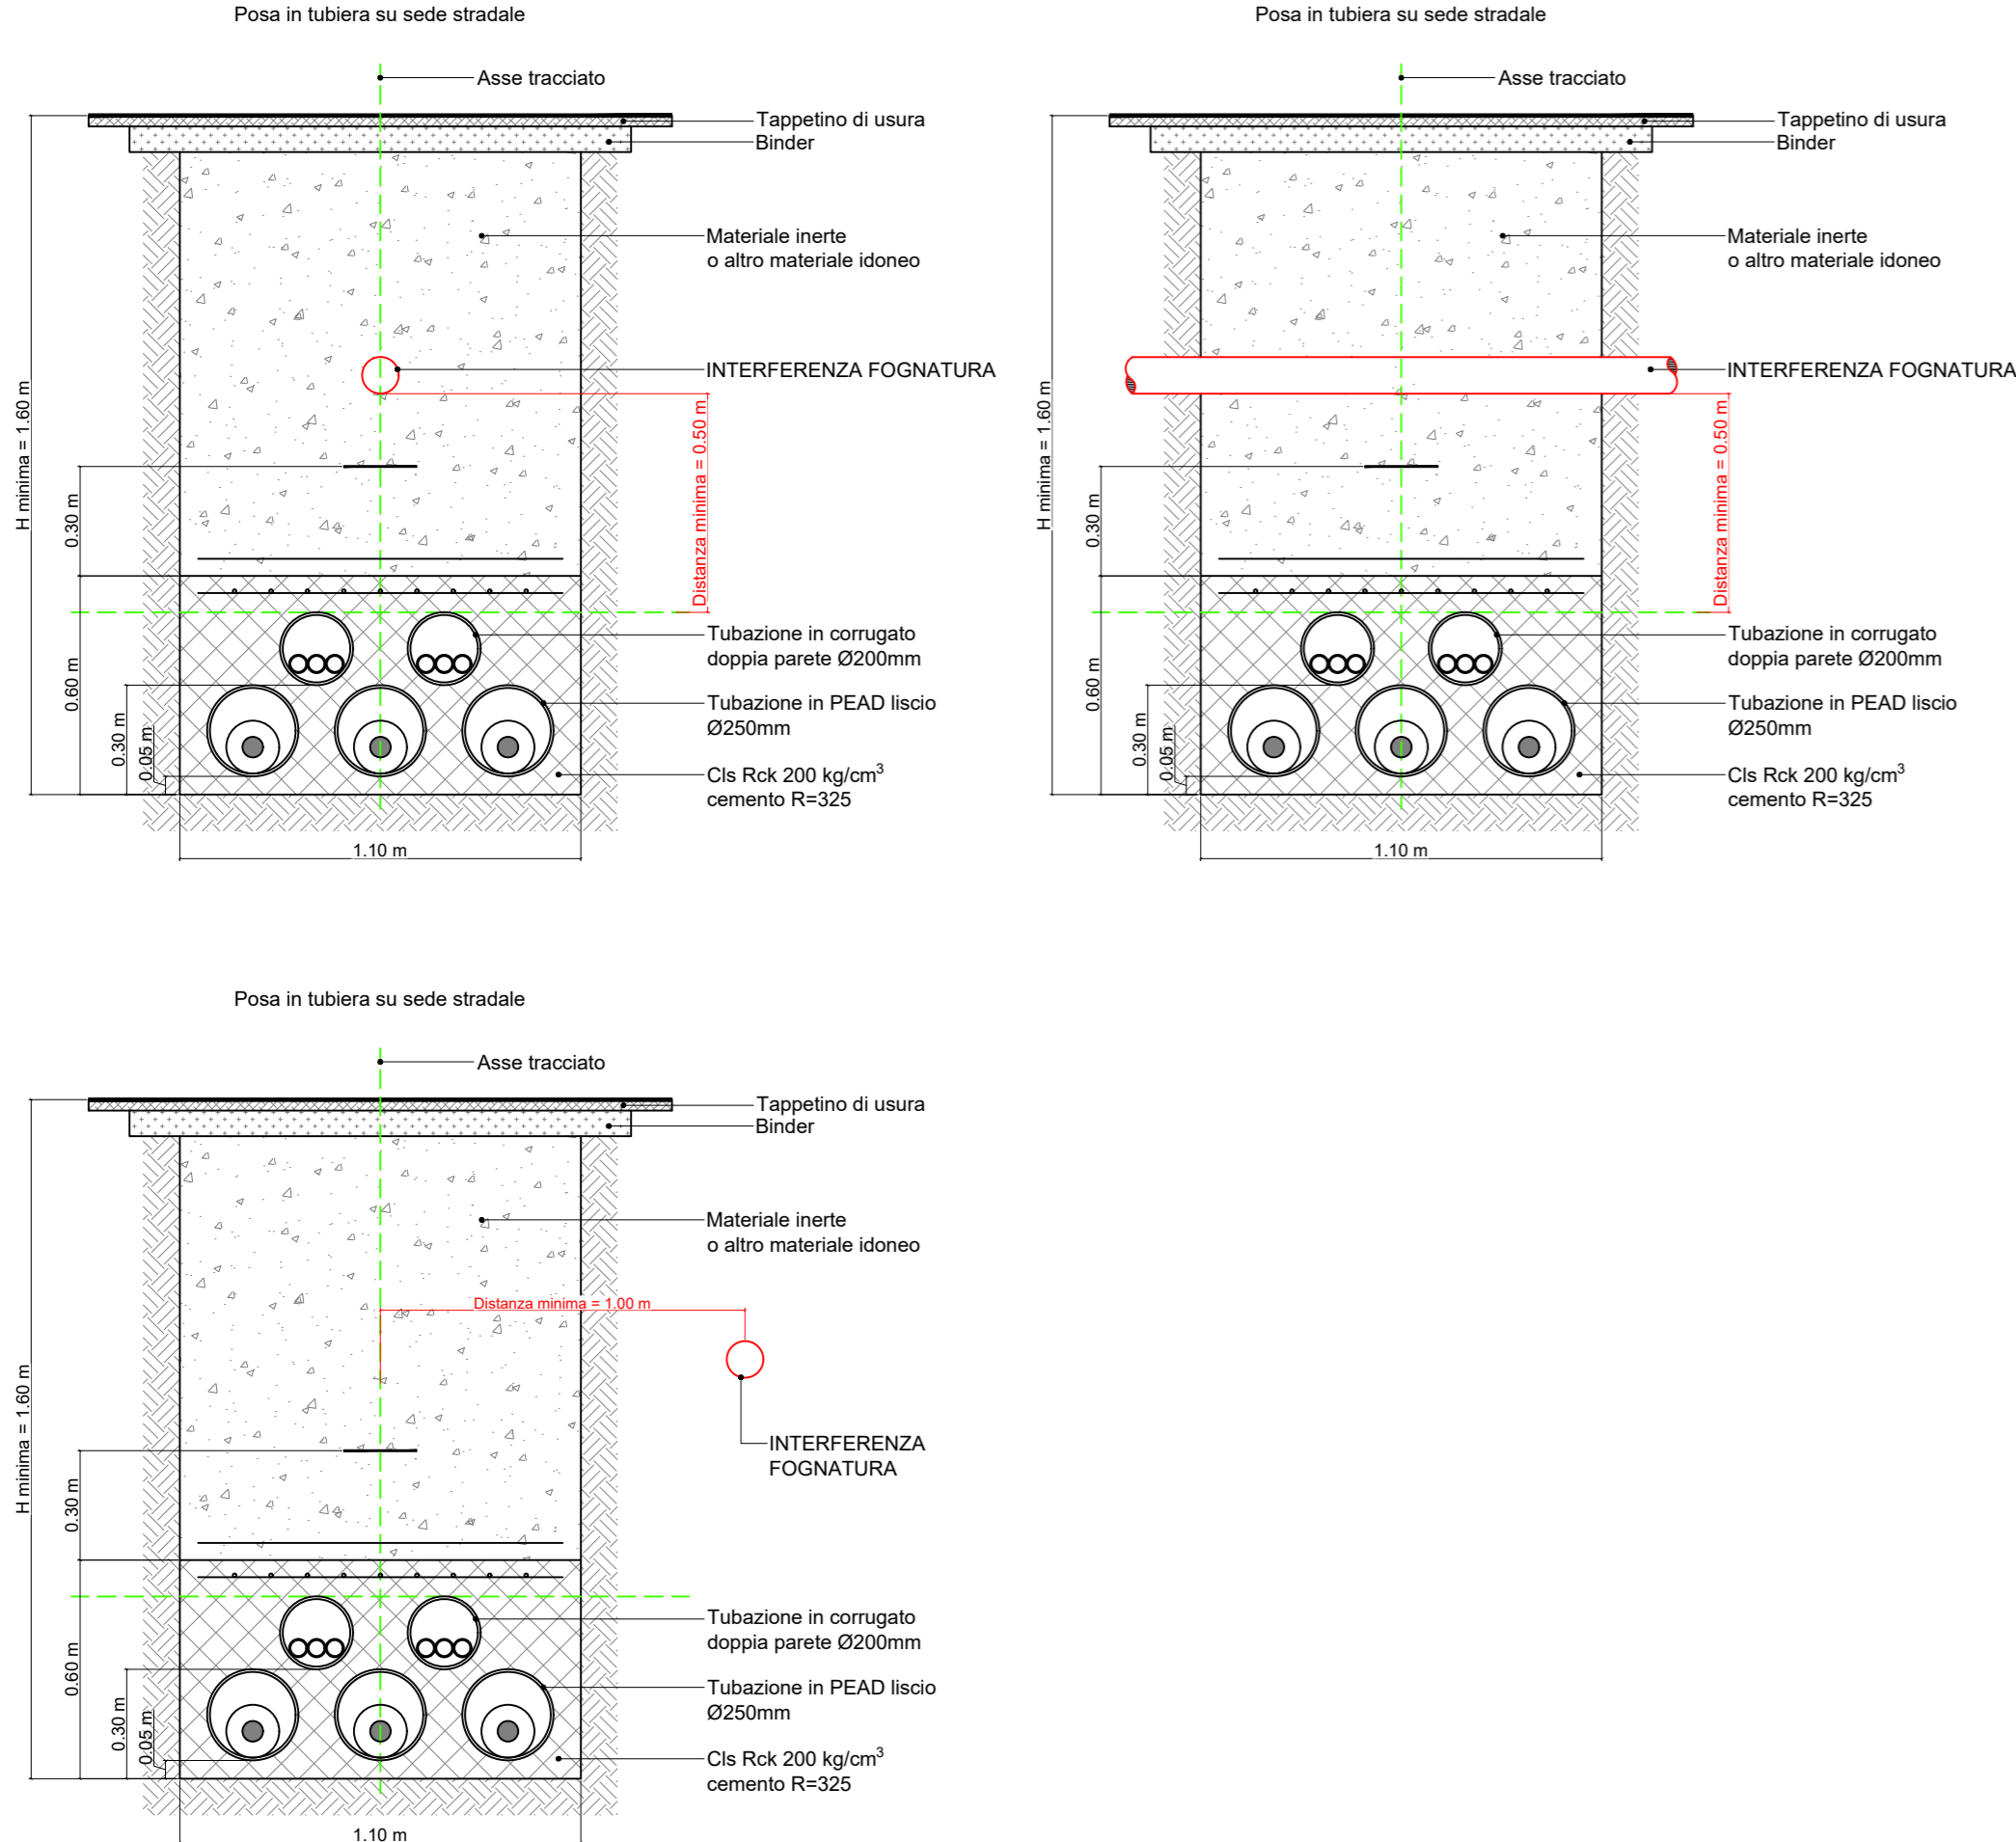 Posa in tubiera su sede stradale
Asse tracciato
Tappetino di usura
Binder
Materiale inerte
o altro materiale idoneo
INTERFERENZA FOGNATURA
Distanza minima = 0.50 m
H minima = 1.60 m
0.30 m
0.60 m
0.30 m
0.05 m
Tubazione in corrugato
doppia parete Ø200mm
Tubazione in PEAD liscio
Ø250mm
Cls Rck 200 kg/cm³
cemento R=325
1.10 m
Posa in tubiera su sede stradale
Asse tracciato
Tappetino di usura
Binder
Materiale inerte
o altro materiale idoneo
INTERFERENZA FOGNATURA
Distanza minima = 0.50 m
H minima = 1.60 m
0.30 m
0.60 m
0.30 m
0.05 m
Tubazione in corrugato
doppia parete Ø200mm
Tubazione in PEAD liscio
Ø250mm
Cls Rck 200 kg/cm³
cemento R=325
1.10 m
Posa in tubiera su sede stradale
Asse tracciato
Tappetino di usura
Binder
Materiale inerte
o altro materiale idoneo
Distanza minima = 1.00 m
INTERFERENZA
FOGNATURA
H minima = 1.60 m
0.30 m
0.60 m
0.30 m
0.05 m
Tubazione in corrugato
doppia parete Ø200mm
Tubazione in PEAD liscio
Ø250mm
Cls Rck 200 kg/cm³
cemento R=325
1.10 m